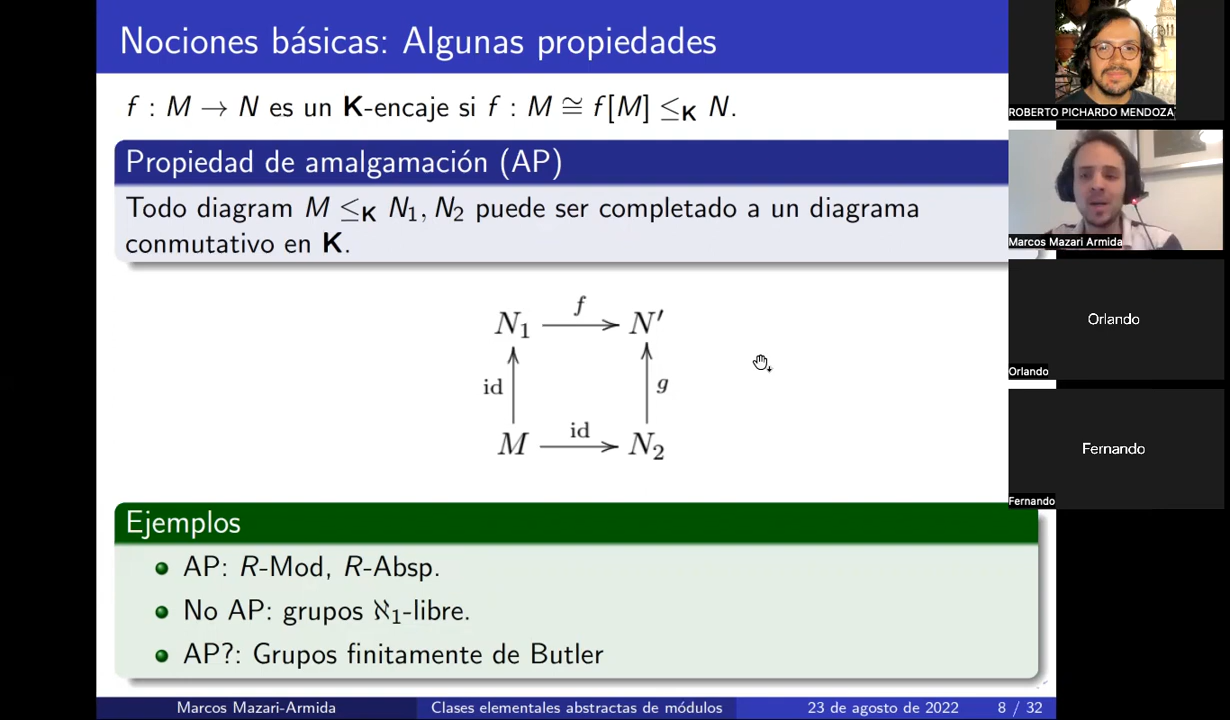 Nociones básicas: Algunas propiedades
f : M → N es un K-encaje si f : M ≅ f[M] ≤_K N.
Propiedad de amalgamación (AP)
Todo diagram M ≤_K N₁, N₂ puede ser completado a un diagrama
conmutativo en K.
f
N₁ N′
id g
id
M N₂
Ejemplos
AP: R-Mod, R-Absp.
No AP: grupos ℵ₁-libre.
AP?: Grupos finitamente de Butler
Marcos Mazari-Armida Clases elementales abstractas de módulos 23 de agosto de 2022 8 / 32
ROBERTO PICHARDO MENDOZA
Marcos Mazari Armida
Orlando
Orlando
Fernando
Fernando